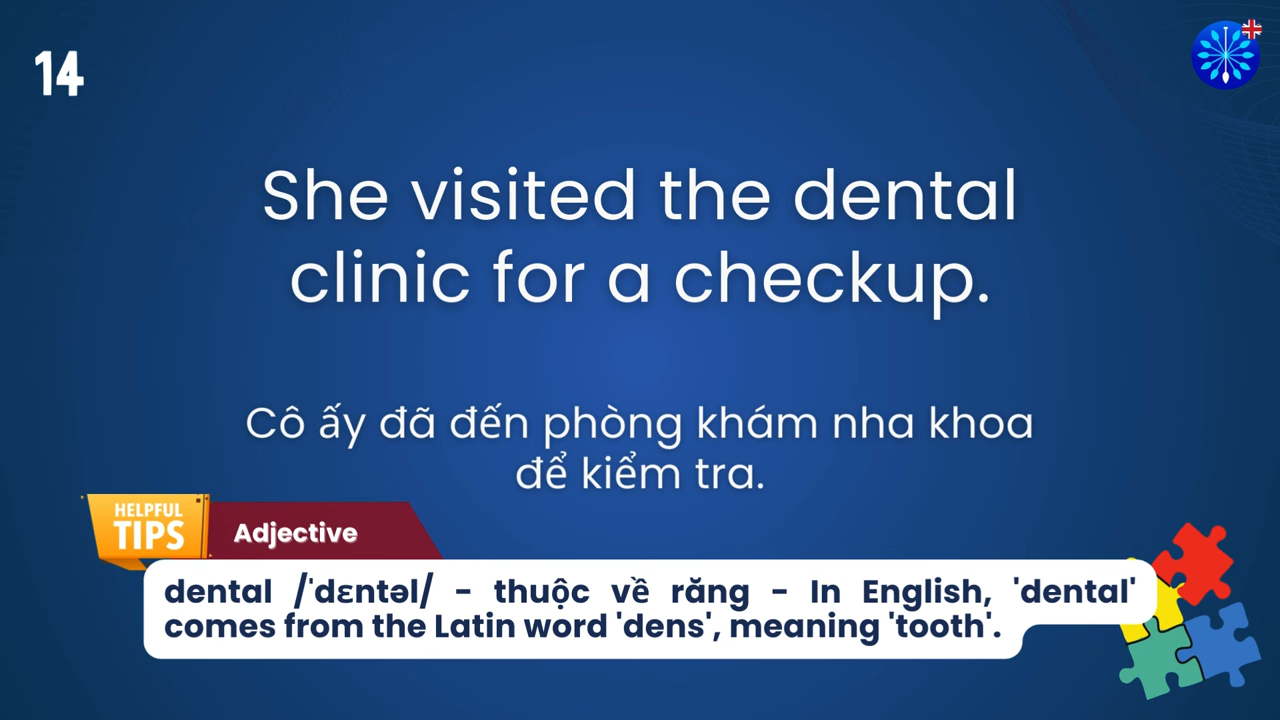 14
She visited the dental
clinic for a checkup.
Cô ấy đã đến phòng khám nha khoa
để kiểm tra.
HELPFUL
TIPS
Adjective
dental /ˈdɛntəl/ - thuộc về răng - In English, 'dental'
comes from the Latin word 'dens', meaning 'tooth'.